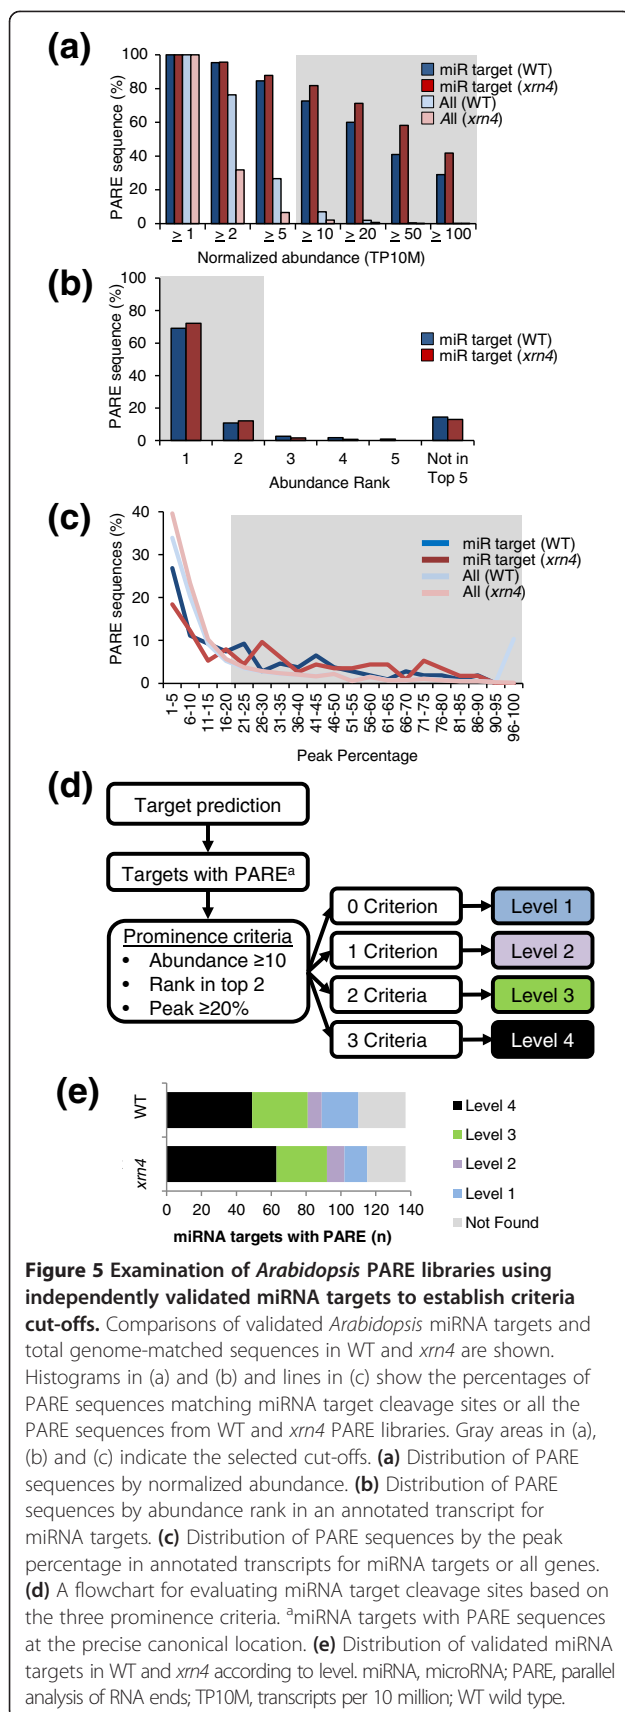 (a)
PARE sequence (%)
100
80
60
40
20
0
miR target (WT)
miR target (xrn4)
All (WT)
All (xrn4)
≥ 1 ≥ 2 ≥ 5 ≥ 10 ≥ 20 ≥ 50 ≥ 100
Normalized abundance (TP10M)
(b)
PARE sequence (%)
100
80
60
40
20
0
miR target (WT)
miR target (xrn4)
1 2 3 4 5 Not in
Top 5
Abundance Rank
(c)
PARE sequences (%)
40
30
20
10
0
miR target (WT)
miR target (xrn4)
All (WT)
All (xrn4)
1-5 6-10 11-15 16-20 21-25 26-30 31-35 36-40 41-45 46-50 51-55 56-60 61-65 66-70 71-75 76-80 81-85 86-90 90-95 96-100
Peak Percentage
(d)
Target prediction
Targets with PAREᵃ
Prominence criteria
• Abundance ≥10
• Rank in top 2
• Peak ≥20%
0 Criterion Level 1
1 Criterion Level 2
2 Criteria Level 3
3 Criteria Level 4
(e)
WT
xrn4
0 20 40 60 80 100 120 140
miRNA targets with PARE (n)
Level 4
Level 3
Level 2
Level 1
Not Found
Figure 5 Examination of Arabidopsis PARE libraries using
independently validated miRNA targets to establish criteria
cut-offs. Comparisons of validated Arabidopsis miRNA targets and
total genome-matched sequences in WT and xrn4 are shown.
Histograms in (a) and (b) and lines in (c) show the percentages of
PARE sequences matching miRNA target cleavage sites or all the
PARE sequences from WT and xrn4 PARE libraries. Gray areas in (a),
(b) and (c) indicate the selected cut-offs. (a) Distribution of PARE
sequences by normalized abundance. (b) Distribution of PARE
sequences by abundance rank in an annotated transcript for
miRNA targets. (c) Distribution of PARE sequences by the peak
percentage in annotated transcripts for miRNA targets or all genes.
(d) A flowchart for evaluating miRNA target cleavage sites based on
the three prominence criteria. ᵃmiRNA targets with PARE sequences
at the precise canonical location. (e) Distribution of validated miRNA
targets in WT and xrn4 according to level. miRNA, microRNA; PARE, parallel
analysis of RNA ends; TP10M, transcripts per 10 million; WT wild type.